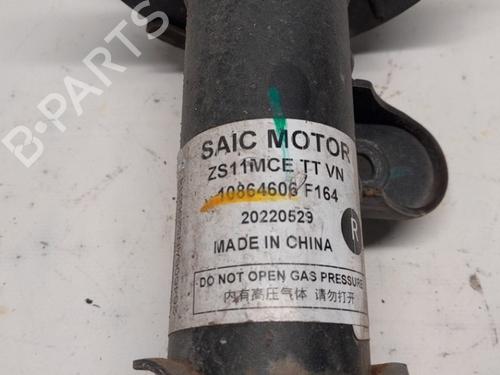 B-PARTS
SAIC MOTOR
ZS11MCE TT VN
10864606 F164
20220529
MADE IN CHINA
R
DO NOT OPEN GAS PRESSURE
内有高压气体 请勿打开